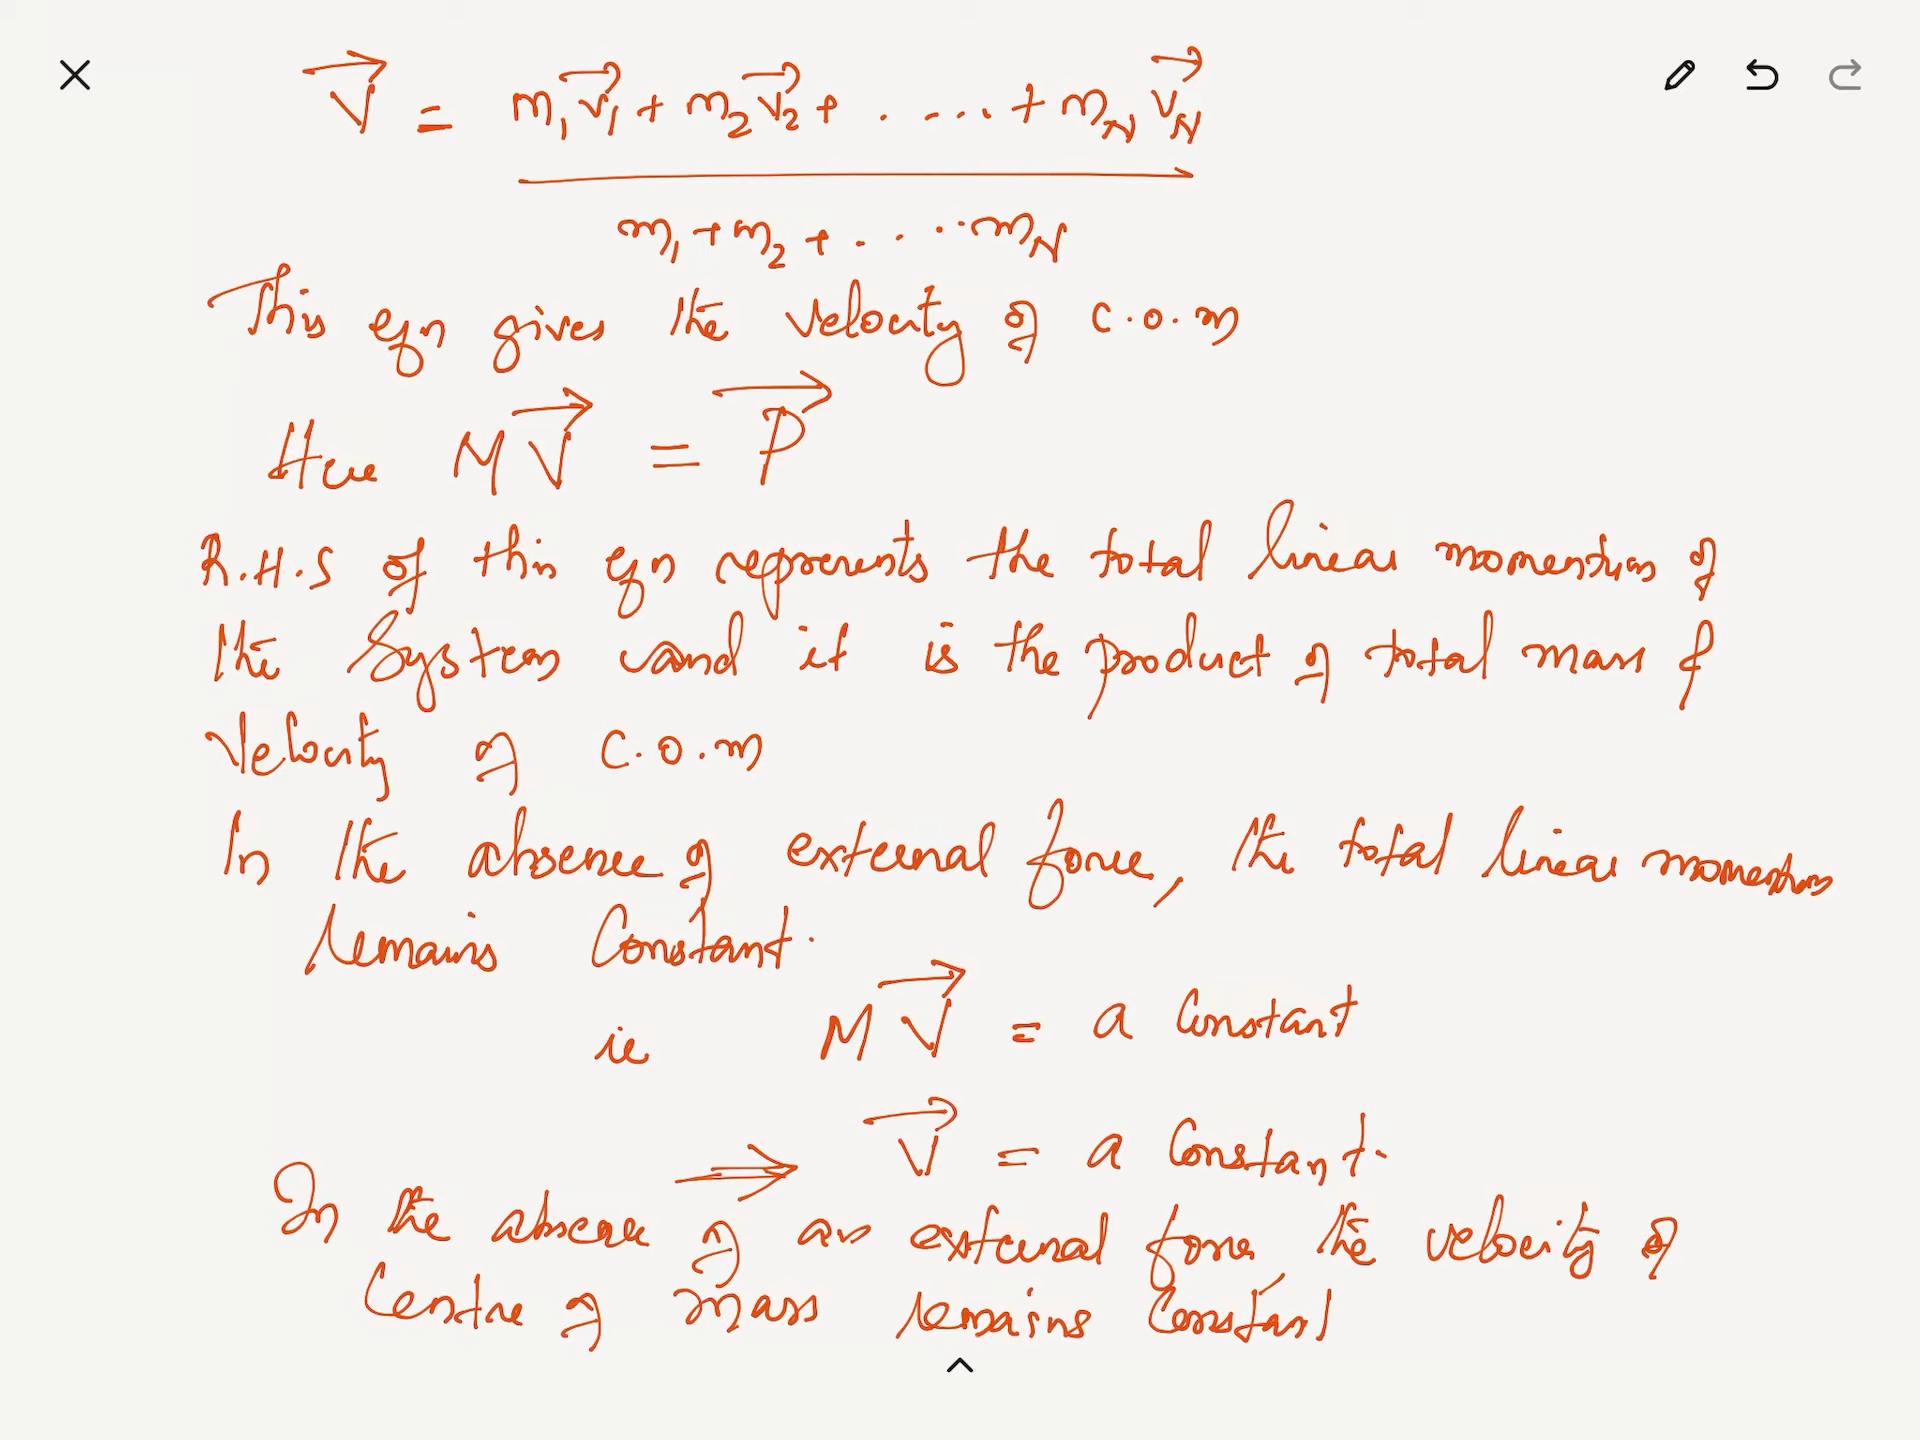 V⃗ = m₁v⃗₁ + m₂v⃗₂ + . .... + m_N v⃗_N
m₁ + m₂ + . . ... m_N
This eqn gives the velocity of C.O.M
Here MV⃗ = P⃗
R.H.S of this eqn represents the total linear momentum of
the System and it is the product of total mass &
Velocity of C.O.M
In the absence of external force, the total linear momentum
remains Constant.
ie MV⃗ = a Constant
⇒ V⃗ = a Constant.
In the absence of an external force, the velocity of
Centre of mass remains Constant